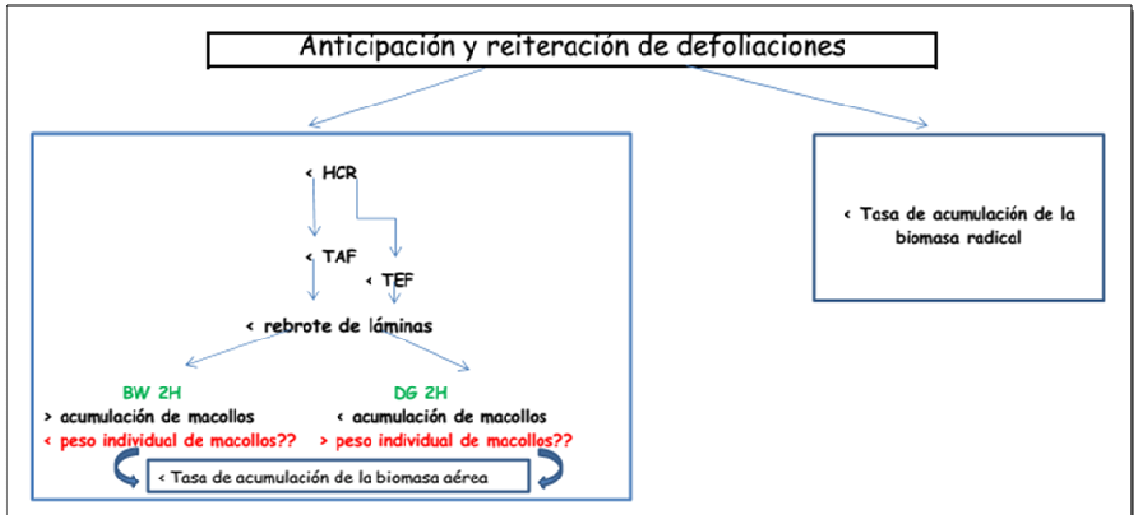 Anticipación y reiteración de defoliaciones
< HCR
< TAF
< TEF
< rebrote de láminas
BW 2H
> acumulación de macollos
< peso individual de macollos??
DG 2H
< acumulación de macollos
> peso individual de macollos??
< Tasa de acumulación de la biomasa aérea
< Tasa de acumulación de la
biomasa radical